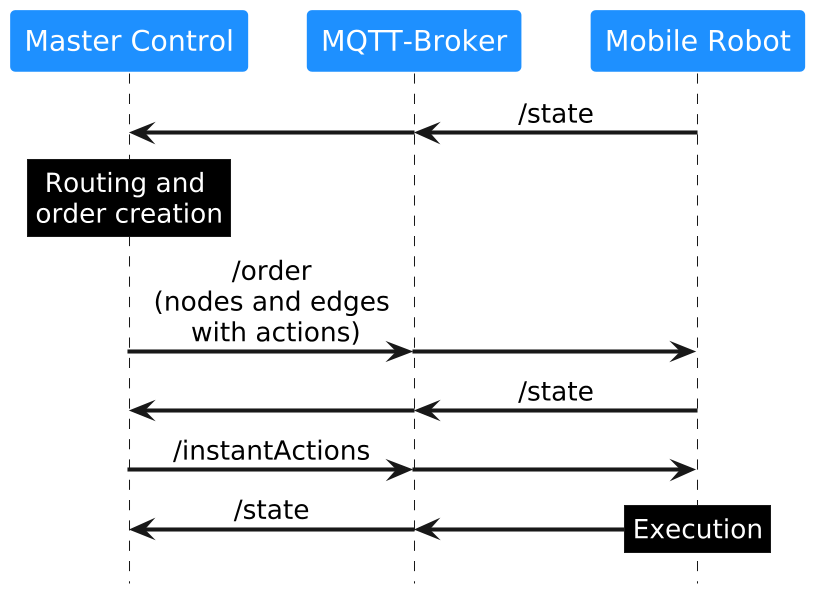 Master Control
MQTT-Broker
Mobile Robot
/state
Routing and
order creation
/order
(nodes and edges
with actions)
/state
/instantActions
/state
Execution